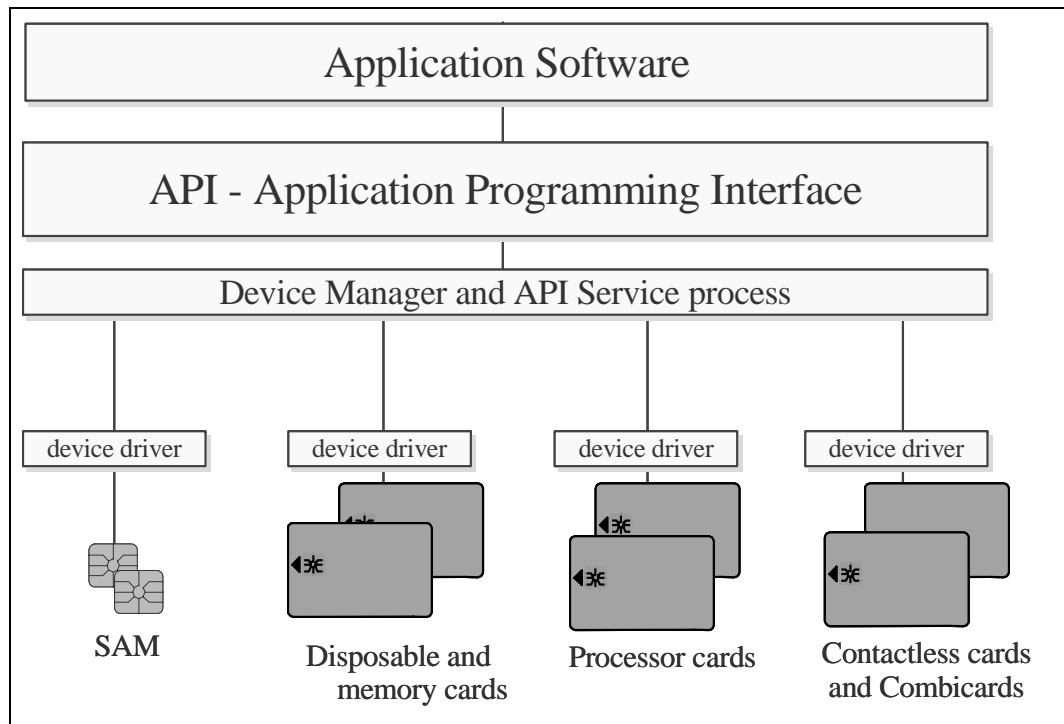 Application Software
API - Application Programming Interface
Device Manager and API Service process
device driver
device driver
device driver
device driver
SAM
Disposable and
memory cards
Processor cards
Contactless cards
and Combicards